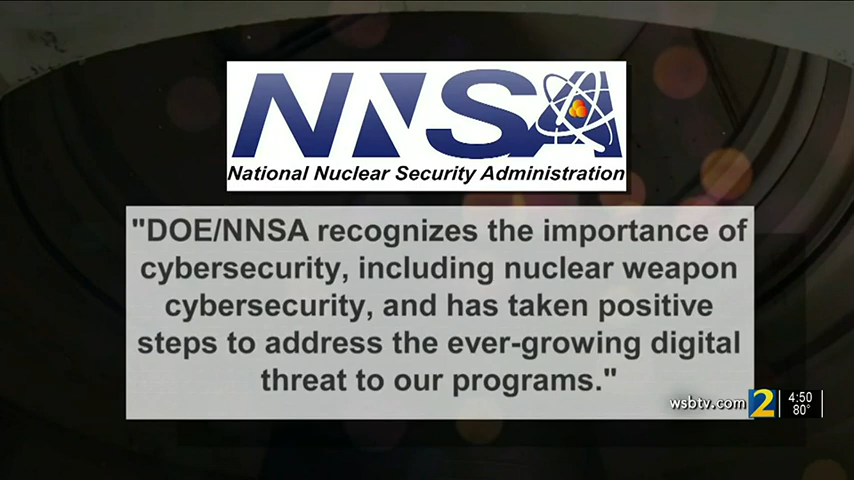 NNSA
National Nuclear Security Administration
"DOE/NNSA recognizes the importance of
cybersecurity, including nuclear weapon
cybersecurity, and has taken positive
steps to address the ever-growing digital
threat to our programs."
wsbtv.com 2 4:50
80°